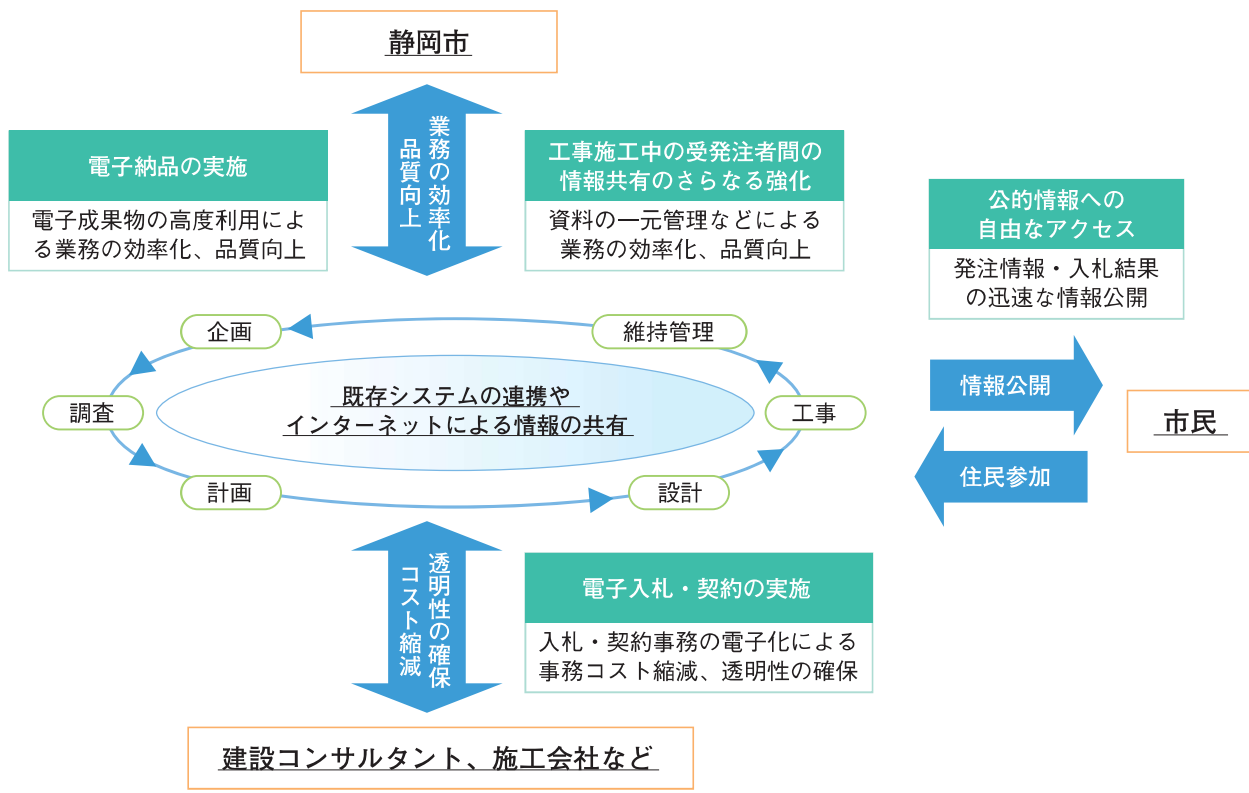 静岡市
業務の効率化
品質向上
電子納品の実施
電子成果物の高度利用によ
る業務の効率化、品質向上
工事施工中の受発注者間の
情報共有のさらなる強化
資料の一元管理などによる
業務の効率化、品質向上
公的情報への
自由なアクセス
発注情報・入札結果
の迅速な情報公開
企画
維持管理
調査
既存システムの連携や
インターネットによる情報の共有
工事
計画
設計
情報公開
住民参加
市民
透明性の確保
コスト縮減
電子入札・契約の実施
入札・契約事務の電子化による
事務コスト縮減、透明性の確保
建設コンサルタント、施工会社など